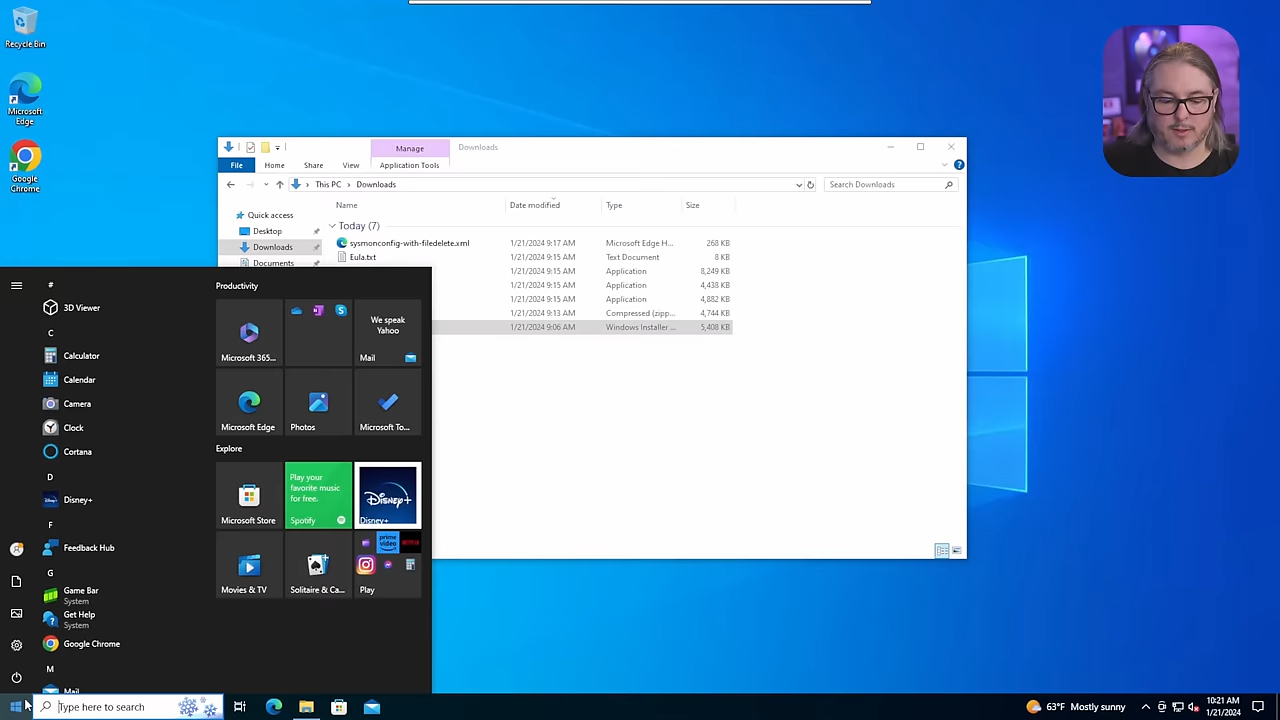 Recycle Bin
Microsoft
Edge
Google
Chrome
Manage
Downloads
File
Home
Share
View
Application Tools
This PC
Downloads
Search Downloads
Name
Date modified
Type
Size
Quick access
Desktop
Downloads
Documents
Today (7)
sysmonconfig-with-filedelete.xml 1/21/2024 9:17 AM Microsoft Edge H... 268 KB
Eula.txt 1/21/2024 9:15 AM Text Document 8 KB
1/21/2024 9:15 AM Application 8,249 KB
1/21/2024 9:15 AM Application 4,438 KB
1/21/2024 9:15 AM Application 4,882 KB
1/21/2024 9:13 AM Compressed (zipp... 4,744 KB
1/21/2024 9:06 AM Windows Installer ... 5,408 KB
#
3D Viewer
C
Calculator
Calendar
Camera
Clock
Cortana
D
Disney+
F
Feedback Hub
G
Game Bar
System
Get Help
System
Google Chrome
M
Mail
Productivity
Microsoft 365...
We speak
Yahoo
Mail
Microsoft Edge
Photos
Microsoft To...
Explore
Microsoft Store
Play your
favorite music
for free.
Spotify
Disney+
Disney+
Movies & TV
Solitaire & Ca...
prime
video
NETFLIX
Play
Type here to search
63°F Mostly sunny
10:21 AM
1/21/2024